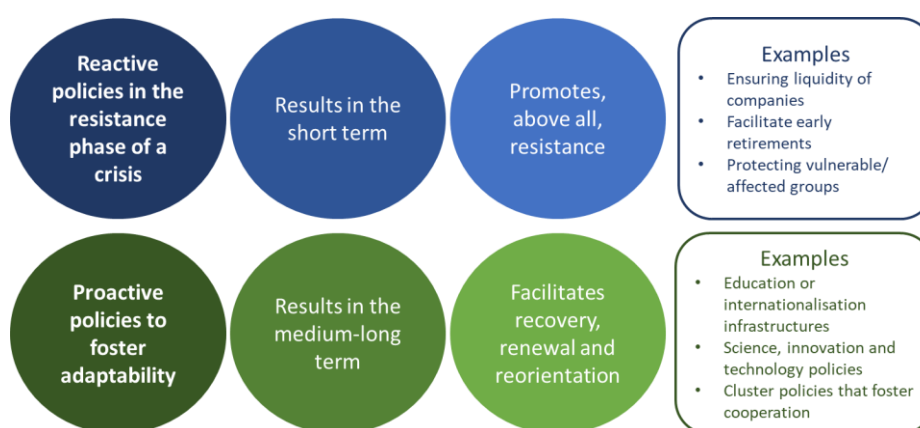 Reactive
policies in the
resistance
phase of a
crisis
Results in the
short term
Promotes,
above all,
resistance
Examples
• Ensuring liquidity of
companies
• Facilitate early
retirements
• Protecting vulnerable/
affected groups
Proactive
policies to
foster
adaptability
Results in the
medium-long
term
Facilitates
recovery,
renewal and
reorientation
Examples
• Education or
internationalisation
infrastructures
• Science, innovation and
technology policies
• Cluster policies that foster
cooperation